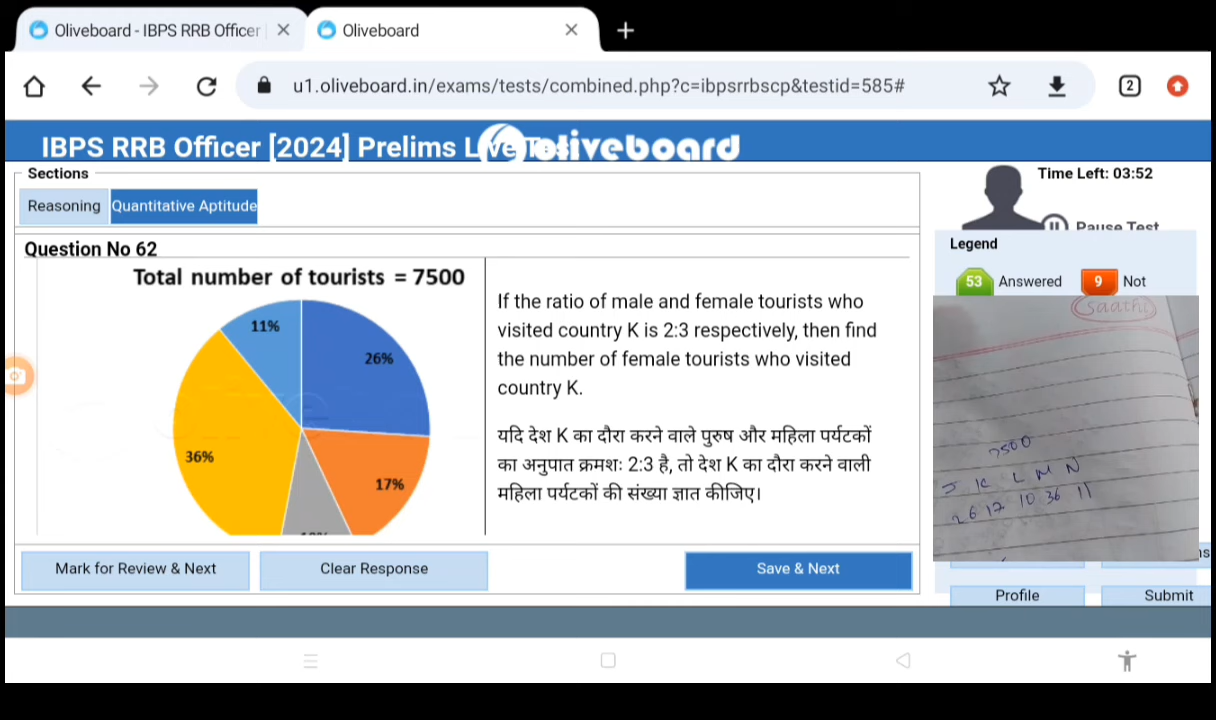 Oliveboard - IBPS RRB Officer
Oliveboard
u1.oliveboard.in/exams/tests/combined.php?c=ibpsrrbscp&testid=585#
2
IBPS RRB Officer [2024] Prelims Live Test
oliveboard
Sections
Reasoning
Quantitative Aptitude
Time Left: 03:52
Pause Test
Question No 62
Total number of tourists = 7500
11%
26%
36%
17%
10%
If the ratio of male and female tourists who
visited country K is 2:3 respectively, then find
the number of female tourists who visited
country K.
यदि देश K का दौरा करने वाले पुरुष और महिला पर्यटकों
का अनुपात क्रमशः 2:3 है, तो देश K का दौरा करने वाली
महिला पर्यटकों की संख्या ज्ञात कीजिए।
Legend
53 Answered 9 Not
Saathi
7500
J K L M N
26 17 10 36 11
Mark for Review & Next
Clear Response
Save & Next
Profile
Submit